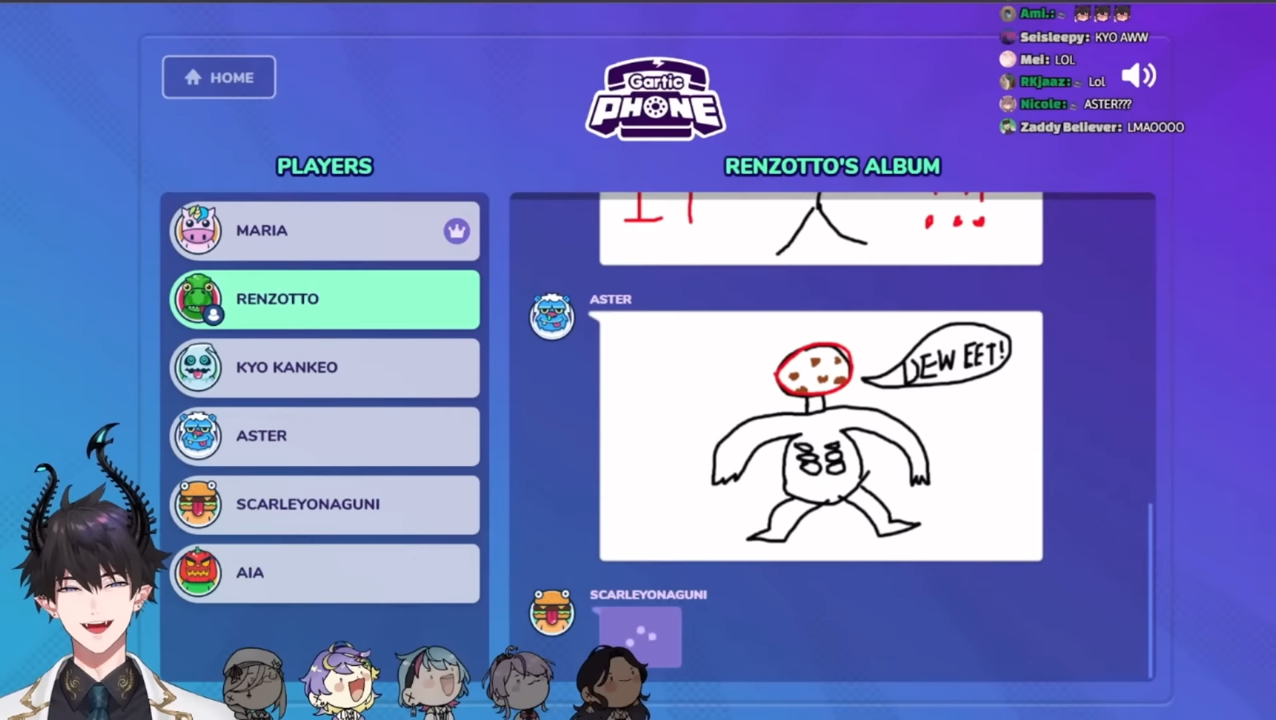 HOME
Gartic
PHONE
Ami.:
Seisleepy: KYO AWW
Mei: LOL
RKjaaz: Lol
Nicole: ASTER???
Zaddy Believer: LMAOOOO
PLAYERS
MARIA
RENZOTTO
KYO KANKEO
ASTER
SCARLEYONAGUNI
AIA
RENZOTTO'S ALBUM
ASTER
DEW EET!
SCARLEYONAGUNI